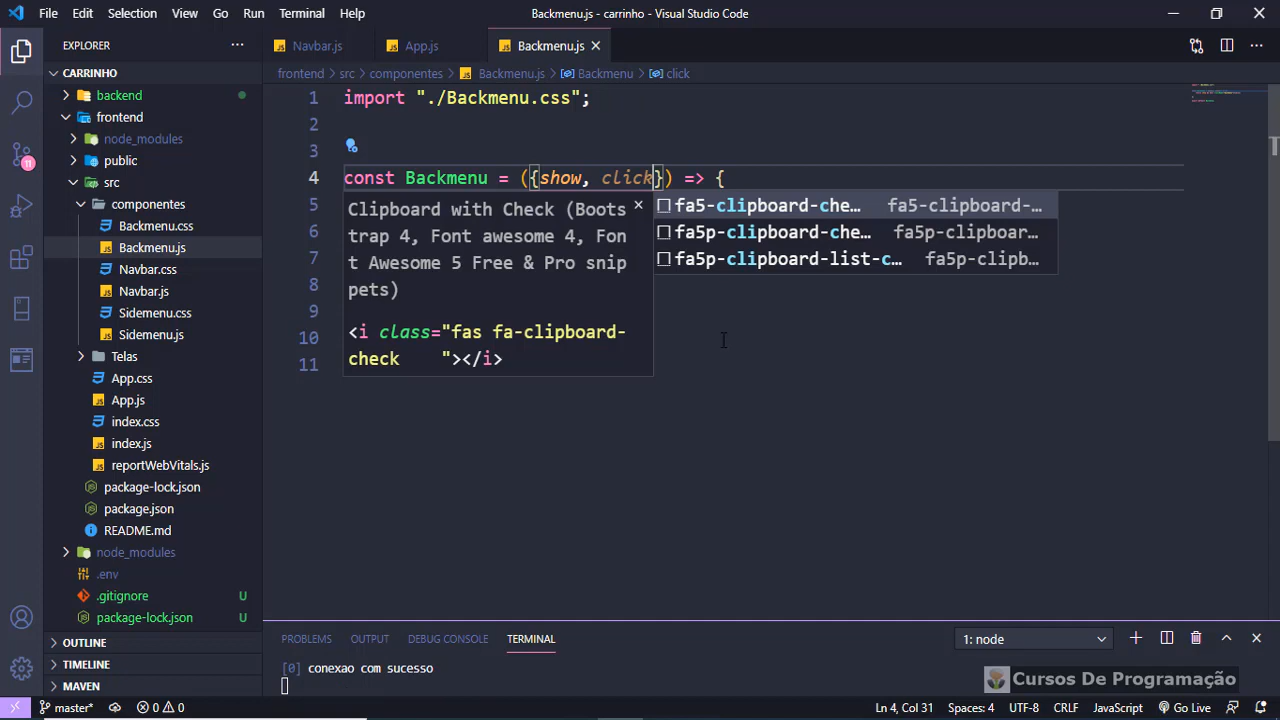 File Edit Selection View Go Run Terminal Help Backmenu.js - carrinho - Visual Studio Code
EXPLORER
Navbar.js App.js Backmenu.js
CARRINHO
frontend src componentes Backmenu.js Backmenu click
backend
frontend
node_modules
public
src
componentes
Backmenu.css
Backmenu.js
Navbar.css
Navbar.js
Sidemenu.css
Sidemenu.js
Telas
App.css
App.js
index.css
index.js
reportWebVitals.js
package-lock.json
package.json
README.md
node_modules
.env
.gitignore U
package-lock.json U
OUTLINE
TIMELINE
MAVEN
11
1 import "./Backmenu.css";
2
3
4 const Backmenu = ({show, click}) => {
5
6
7
8
9
10
11
Clipboard with Check (Boots
trap 4, Font awesome 4, Fon
t Awesome 5 Free & Pro snip
pets)
<i class="fas fa-clipboard-
check    "></i>
fa5-clipboard-che… fa5-clipboard-…
fa5p-clipboard-che… fa5p-clipboar…
fa5p-clipboard-list-c… fa5p-clipb…
PROBLEMS OUTPUT DEBUG CONSOLE TERMINAL 1: node
[0] conexao com sucesso
Cursos De Programação
master* 0 0 Ln 4, Col 31 Spaces: 4 UTF-8 CRLF JavaScript Go Live